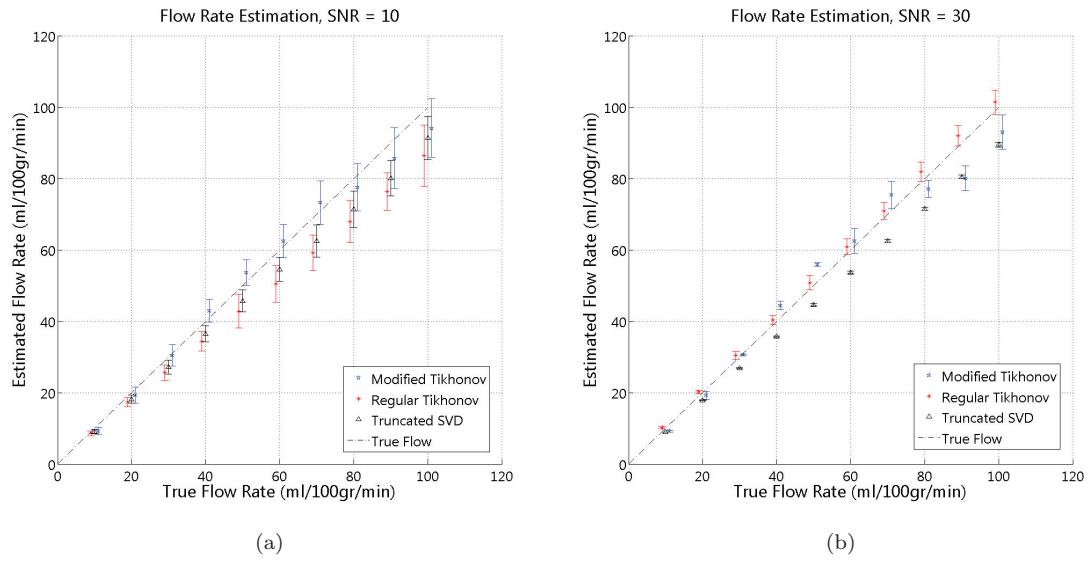 Flow Rate Estimation, SNR = 10
120
100
80
60
40
20
0
Estimated Flow Rate (ml/100gr/min)
Modified Tikhonov
Regular Tikhonov
Truncated SVD
True Flow
0 20 40 60 80 100 120
True Flow Rate (ml/100gr/min)
(a)
Flow Rate Estimation, SNR = 30
120
100
80
60
40
20
0
Estimated Flow Rate (ml/100gr/min)
Modified Tikhonov
Regular Tikhonov
Truncated SVD
True Flow
0 20 40 60 80 100 120
True Flow Rate (ml/100gr/min)
(b)